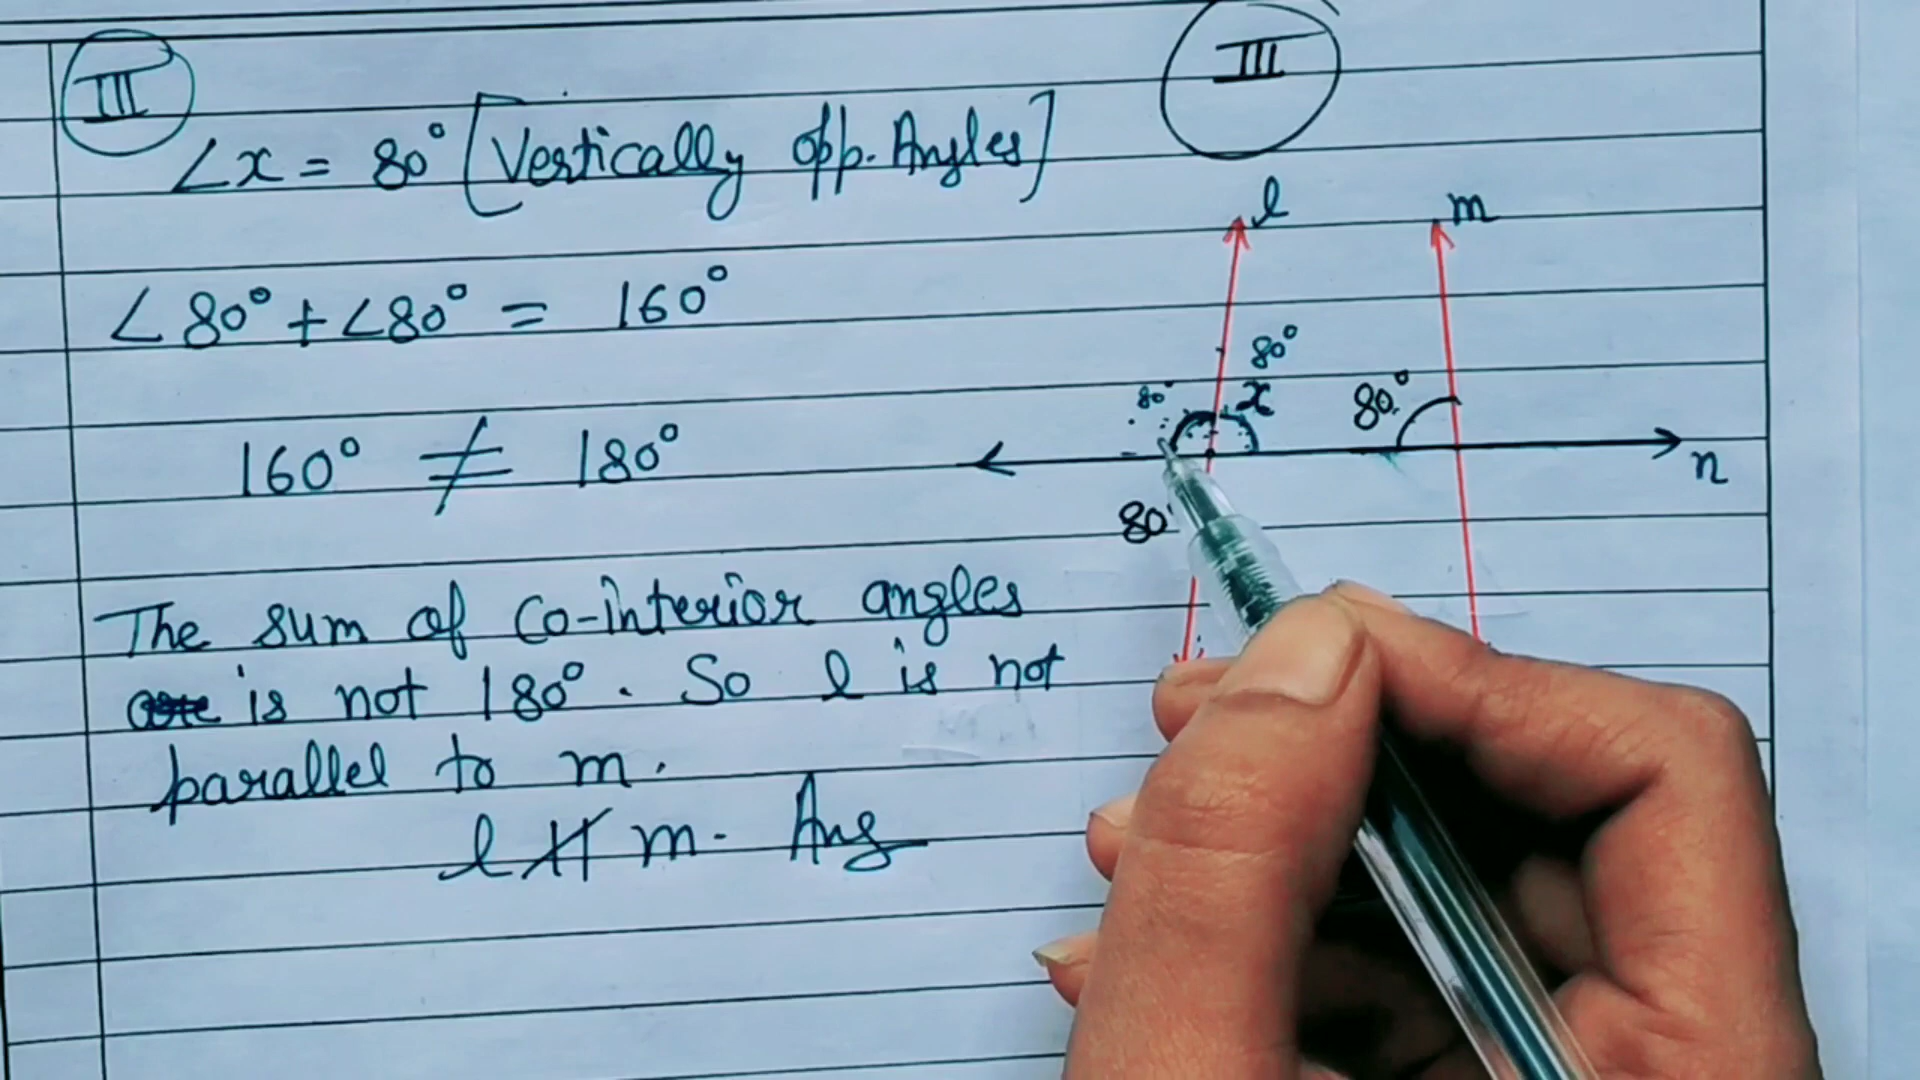 III
∠x = 80° [Vertically opp. Angles]
∠80° + ∠80° = 160°
160° ≠ 180°
The sum of Co-interior angles
is not 180°. So l is not
parallel to m.
l ∦ m. Ans
III
l
m
80°
80°
x
80°
n
80°